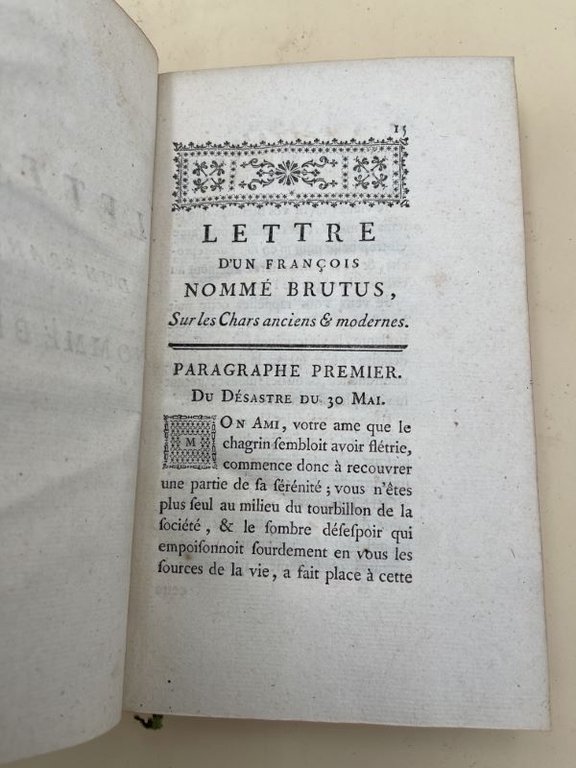 15
LETTRE
D'UN FRANÇOIS
NOMMÉ BRUTUS,
Sur les Chars anciens & modernes.
PARAGRAPHE PREMIER.
DU DÉSASTRE DU 30 MAI.
MON AMI, votre ame que le
chagrin ſembloit avoir flétrie,
commence donc à recouvrer
une partie de ſa ſérénité ; vous n'êtes
plus ſeul au milieu du tourbillon de la
ſociété, & le ſombre déſeſpoir qui
empoiſonnoit ſourdement en vous les
ſources de la vie, a fait place à cette